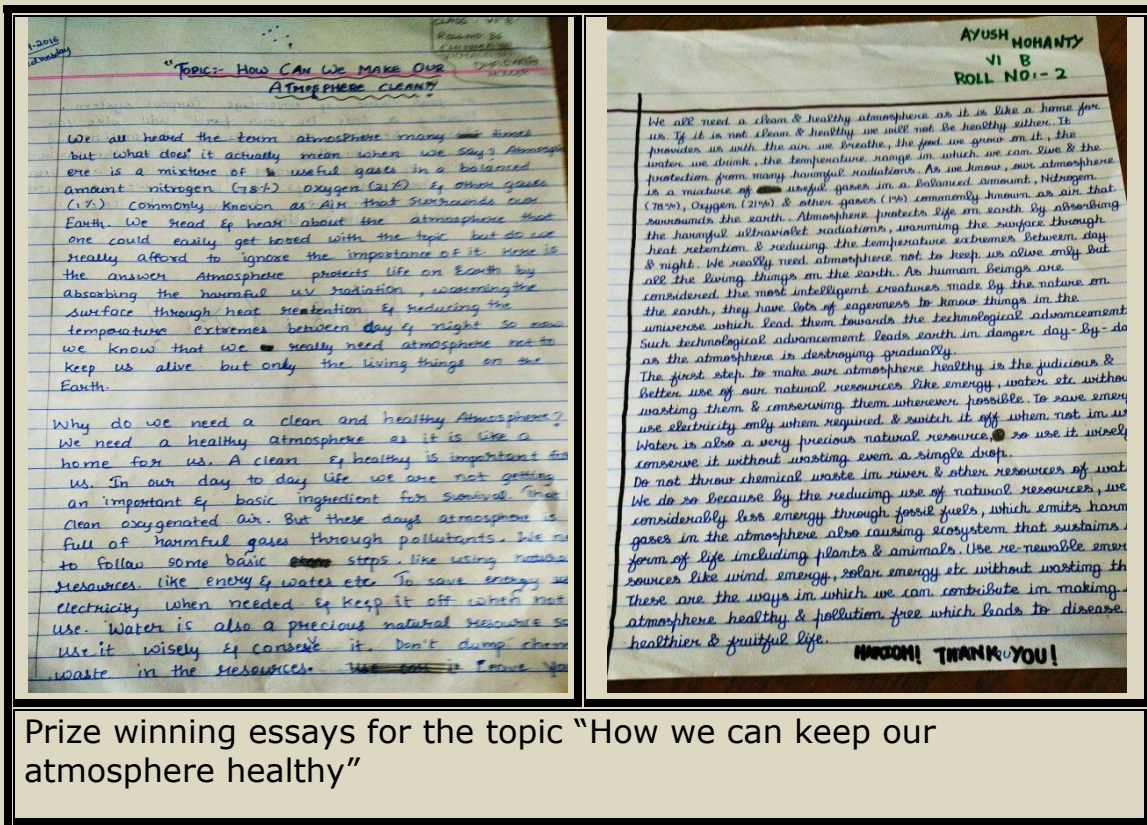 -2016
dnesday
CLASS - VI B
ROLL NO 36
"TOPIC:- HOW CAN WE MAKE OUR
ATMOSPHERE CLEAN"
We all heard the term atmosphere many times
but what does it actually mean when we say? Atmosph
ere is a mixture of useful gases in a balanced
amount nitrogen (78%) oxygen (21%) & other gases
(1%) commonly known as Air that surrounds our
Earth. We read & hear about the atmosphere that
one could easily get bored with the topic but do we
really afford to ignore the importance of it Here is
the answer Atmosphere protects life on Earth by
absorbing the harmful UV radiation, warming the
surface through heat retention & reducing the
temperature extremes between day & night so now
we know that we really need atmosphere not to
keep us alive but only the living things on the
Earth.
Why do we need a clean and healthy Atmosphere?
We need a healthy atmosphere as it is like a
home for us. A clean & healthy is important for
us. In our day to day life we are not getting
an important & basic ingredient for survival. That
clean oxygenated air. But these days atmosphere is
full of harmful gases through pollutants. We ne
to follow some basic steps. like using natural
resources. like enery & water etc. To save energy us
electricity when needed & keep it off when not
use. Water is also a precious natural resource so
use it wisely & conserve it. Don't dump chem
waste in the resources. I leave you
AYUSH MOHANTY
VI B
ROLL NO:- 2
We all need a clean & healthy atmosphere as it is like a home for
us. If it is not clean & healthy we will not be healthy either. It
provides us with the air we breathe, the food we grow on it, the
water we drink, the temperature range in which we can live & the
protection from many harmful radiations. As we know, our atmosphere
is a mixture of useful gases in a balanced amount, Nitrogen
(78%), Oxygen (21%) & other gases (1%) commonly known as air that
surrounds the earth. Atmosphere protects life on earth by absorbing
the harmful ultraviolet radiations, warming the surface through
heat retention & reducing the temperature extremes between day
& night. We really need atmosphere not to keep us alive only but
all the living things on the earth. As human beings are
considered the most intelligent creatures made by the nature on
the earth, they have lots of eagerness to know things in the
universe which lead them towards the technological advancement
Such technological advancement leads earth in danger day-by-da
as the atmosphere is destroying gradually.
The first step to make our atmosphere healthy is the judicious &
better use of our natural resources like energy, water etc withou
wasting them & conserving them wherever possible. To save ener
use electricity only when required & switch it off when not in us
Water is also a very precious natural resource, so use it wisely
conserve it without wasting even a single drop.
Do not throw chemical waste in river & other resources of wat
We do so because by the reducing use of natural resources, we
considerably less energy through fossil fuels, which emits harm
gases in the atmosphere also causing ecosystem that sustains
form of life including plants & animals. Use re-newable ener
sources like wind energy, solar energy etc without wasting th
These are the ways in which we can contribute in making
atmosphere healthy & pollution free which leads to disease
healthier & fruitful life.
HARIOM! THANK YOU!
Prize winning essays for the topic “How we can keep our
atmosphere healthy”